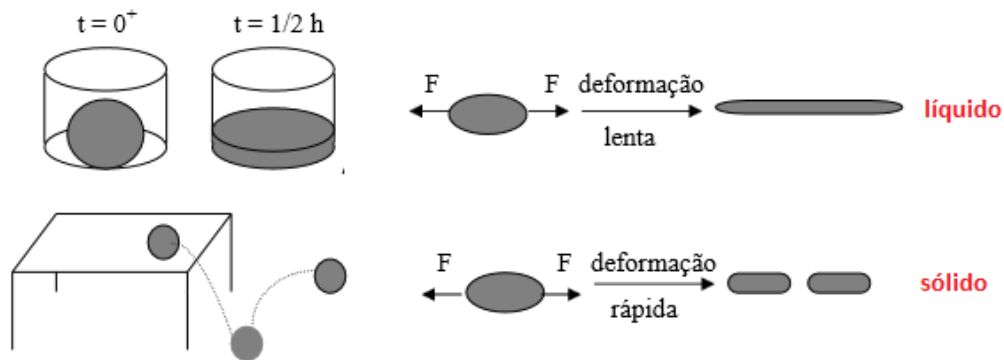 t = 0⁺
t = 1/2 h
F
F
deformação
lenta
líquido
F
F
deformação
rápida
sólido